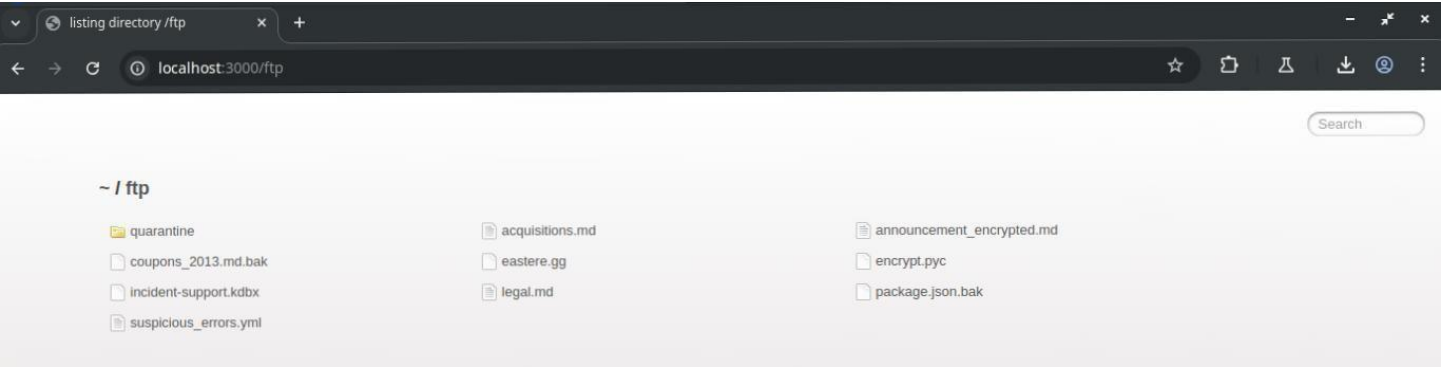 listing directory /ftp
localhost:3000/ftp
Search
~ / ftp
quarantine acquisitions.md announcement_encrypted.md
coupons_2013.md.bak eastere.gg encrypt.pyc
incident-support.kdbx legal.md package.json.bak
suspicious_errors.yml